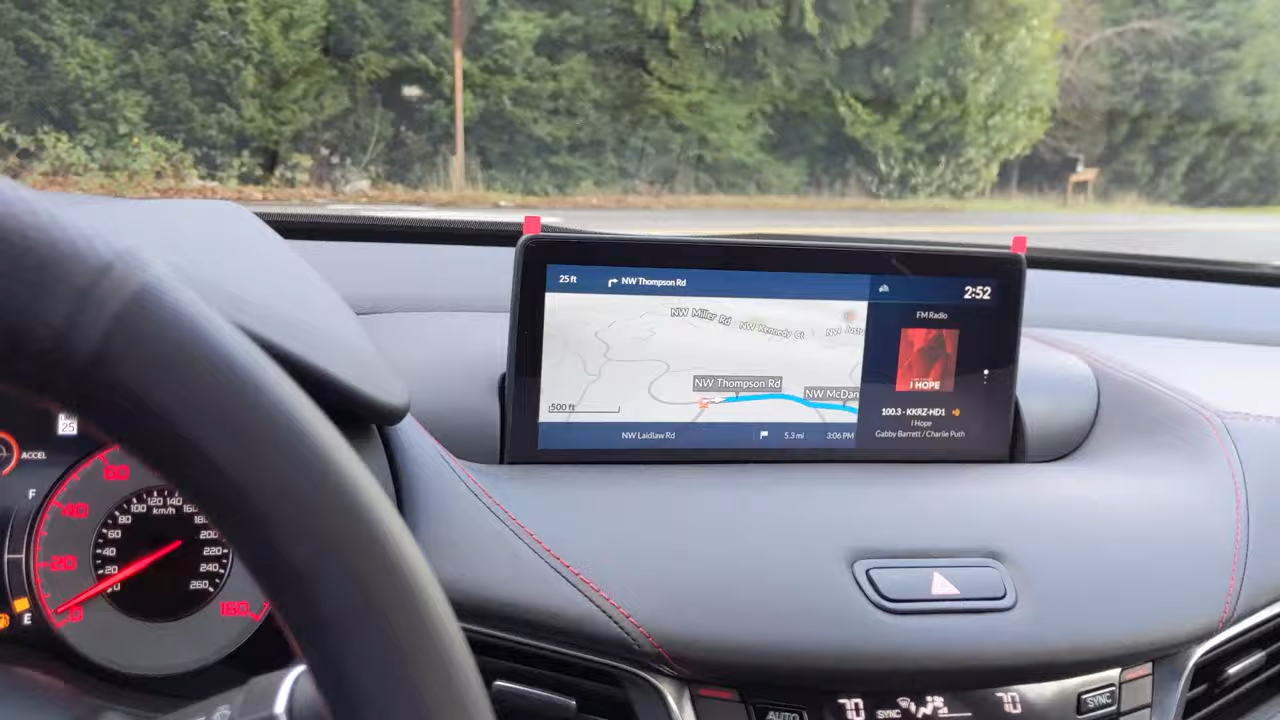 25 ft
NW Thompson Rd
2:52
NW Miller Rd
NW Kennedy Ct
NW
FM Radio
I HOPE
NW Thompson Rd
NW McDan
500 ft
100.3 - KKRZ-HD1
I Hope
Gabby Barrett / Charlie Puth
NW Laidlaw Rd
5.3 mi
3:06 PM
25
ACCEL
F
E
0
20
40
60
160
km/h
0
20
40
60
80
100
120
140
160
180
200
220
240
260
70
SYNC
70
SYNC
AUTO